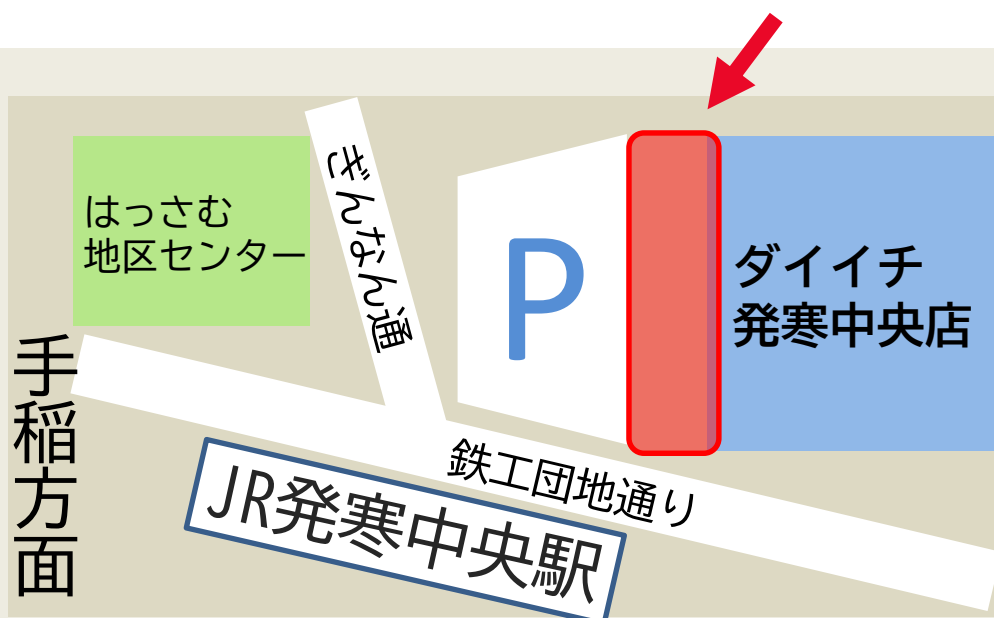 はっさむ
地区センター
ぎんなん通
P
ダイイチ
発寒中央店
手稲方面
鉄工団地通り
JR発寒中央駅